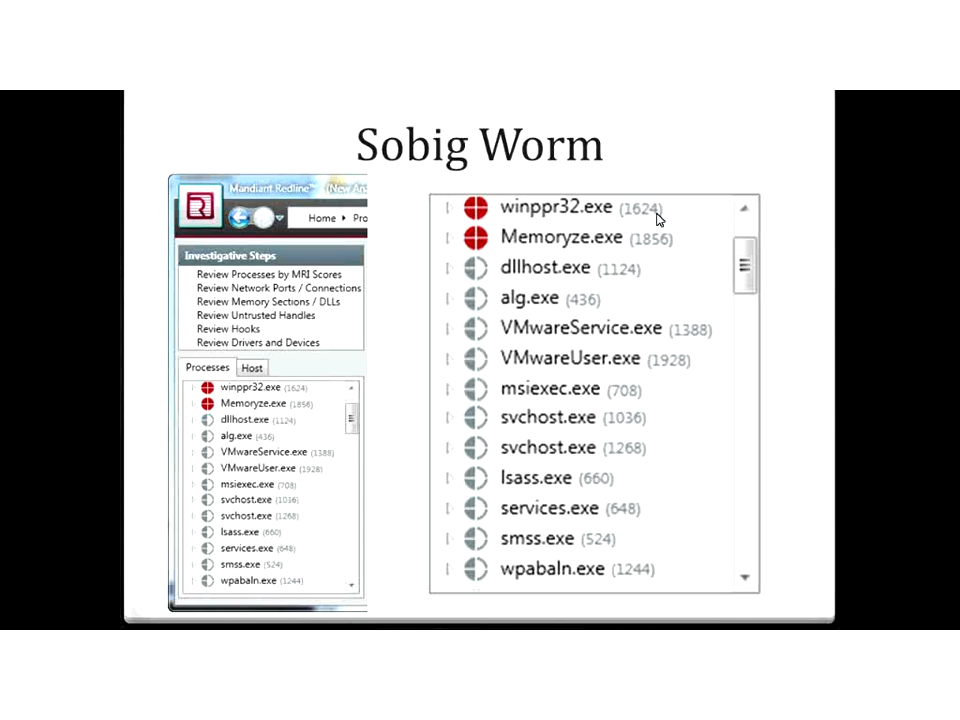 Sobig Worm
Mandiant Redline™
Home
Investigative Steps
Review Processes by MRI Scores
Review Network Ports / Connections
Review Memory Sections / DLLs
Review Untrusted Handles
Review Hooks
Review Drivers and Devices
Processes Host
winppr32.exe (1624)
Memoryze.exe (1856)
dllhost.exe (1124)
alg.exe (436)
VMwareService.exe (1388)
VMwareUser.exe (1928)
msiexec.exe (708)
svchost.exe (1036)
svchost.exe (1268)
lsass.exe (660)
services.exe (648)
smss.exe (524)
wpabaln.exe (1244)
winppr32.exe (1624)
Memoryze.exe (1856)
dllhost.exe (1124)
alg.exe (436)
VMwareService.exe (1388)
VMwareUser.exe (1928)
msiexec.exe (708)
svchost.exe (1036)
svchost.exe (1268)
lsass.exe (660)
services.exe (648)
smss.exe (524)
wpabaln.exe (1244)